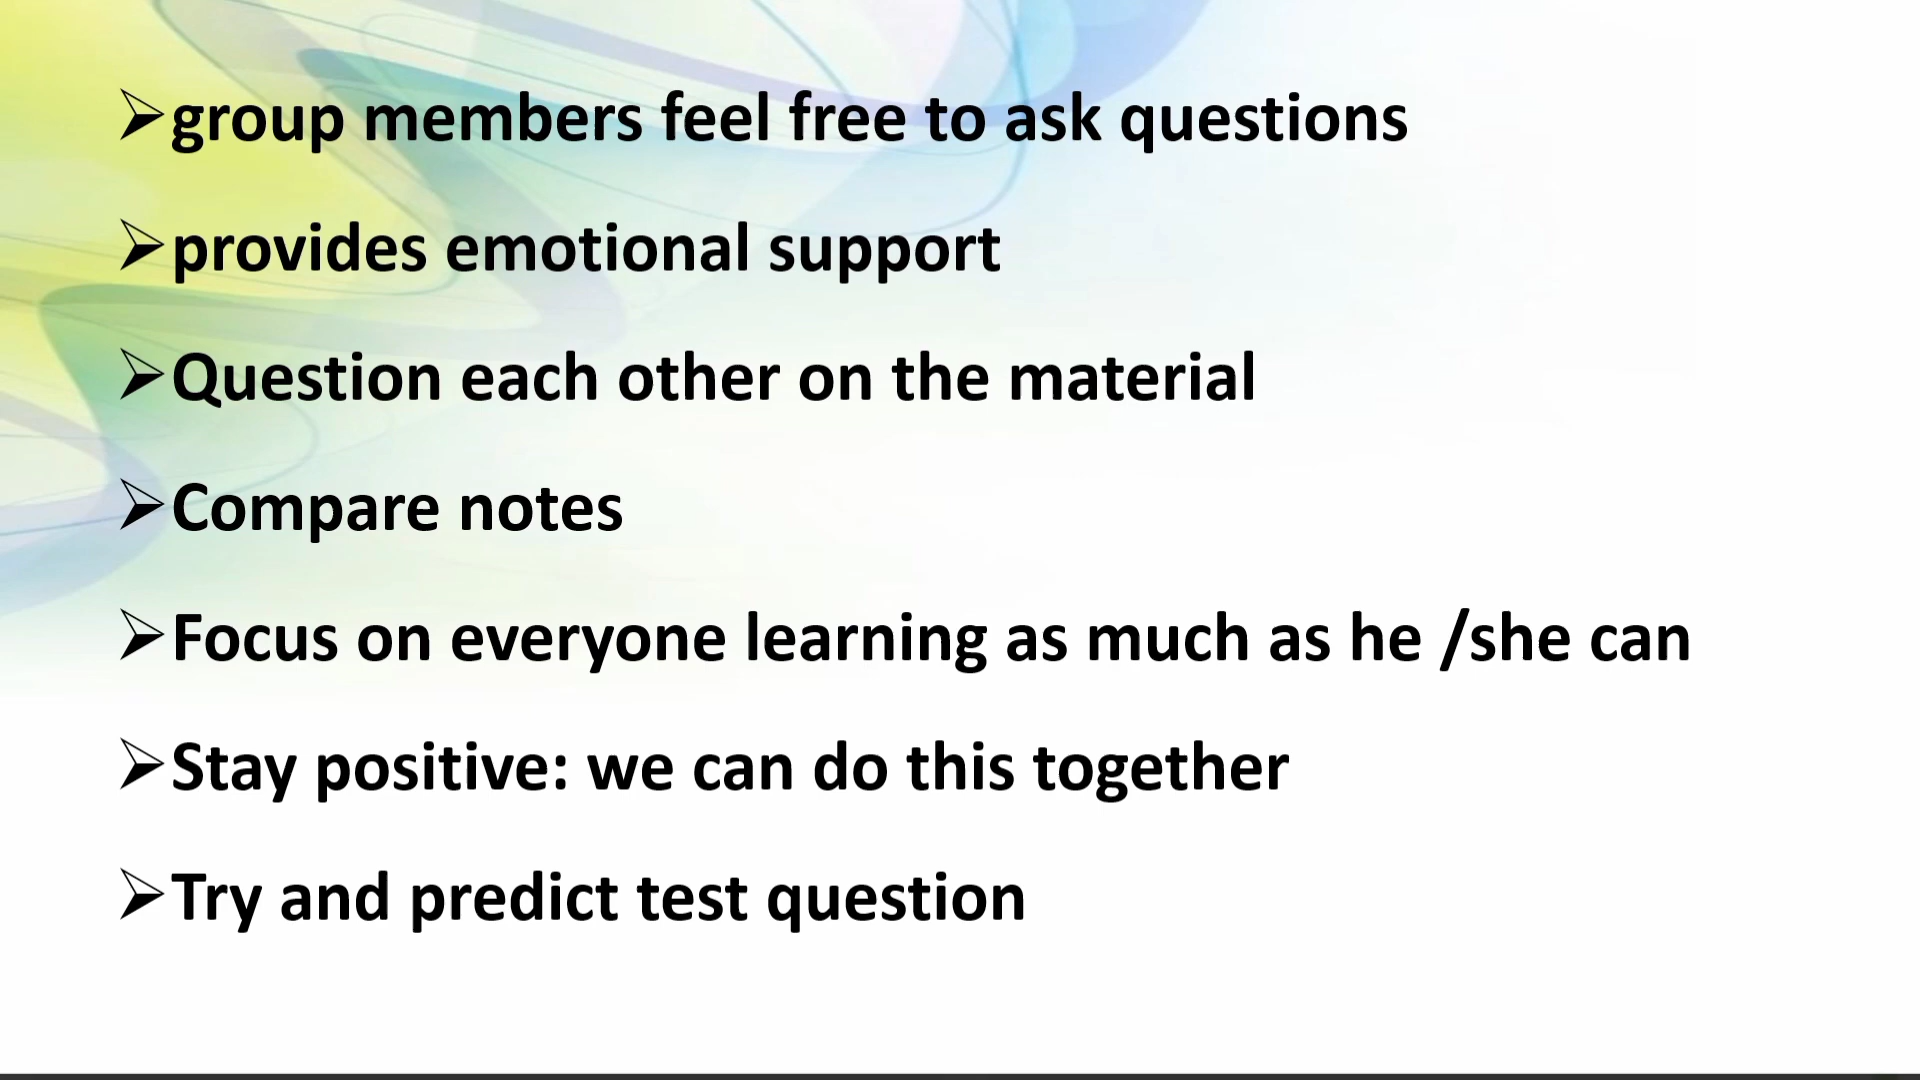 ➢group members feel free to ask questions
➢provides emotional support
➢Question each other on the material
➢Compare notes
➢Focus on everyone learning as much as he /she can
➢Stay positive: we can do this together
➢Try and predict test question